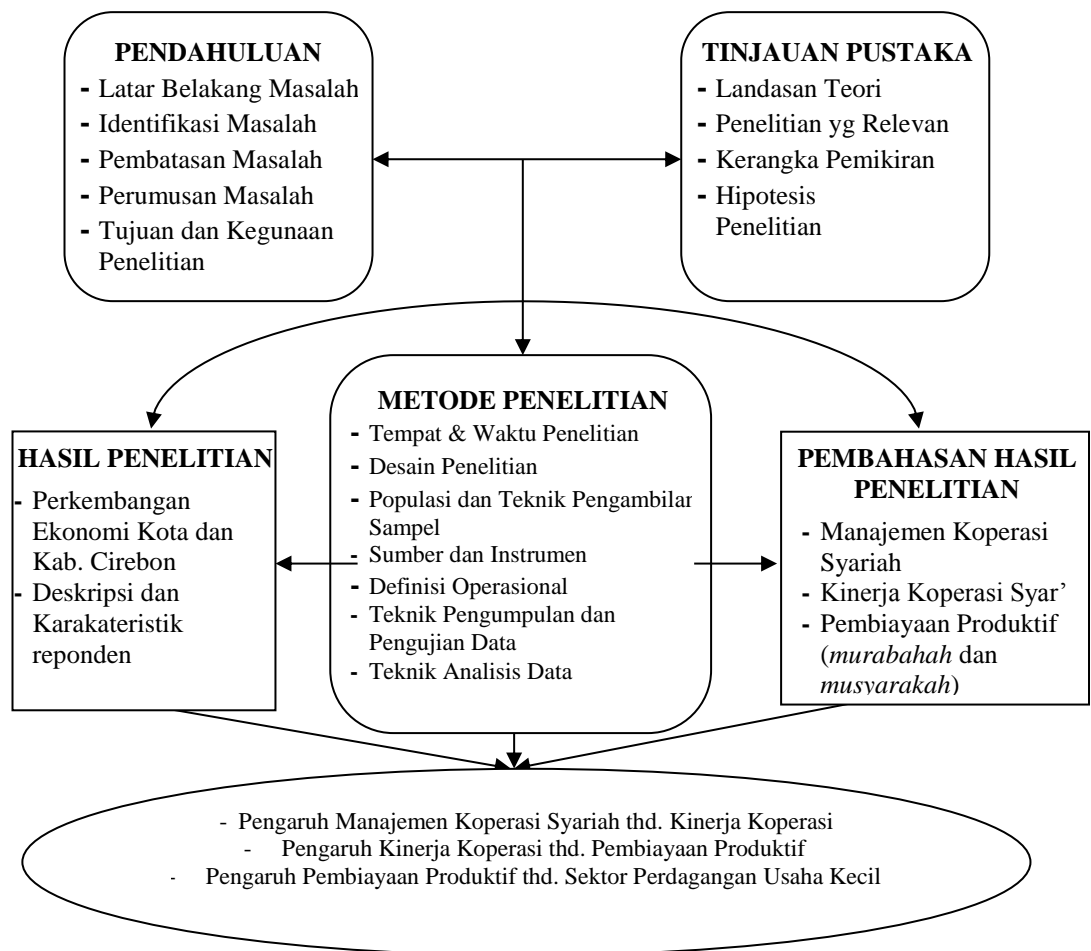 PENDAHULUAN
- Latar Belakang Masalah
- Identifikasi Masalah
- Pembatasan Masalah
- Perumusan Masalah
- Tujuan dan Kegunaan
Penelitian
TINJAUAN PUSTAKA
- Landasan Teori
- Penelitian yg Relevan
- Kerangka Pemikiran
- Hipotesis
Penelitian
METODE PENELITIAN
- Tempat & Waktu Penelitian
- Desain Penelitian
- Populasi dan Teknik Pengambilan
Sampel
- Sumber dan Instrumen
- Definisi Operasional
- Teknik Pengumpulan dan
Pengujian Data
- Teknik Analisis Data
HASIL PENELITIAN
- Perkembangan
Ekonomi Kota dan
Kab. Cirebon
- Deskripsi dan
Karakateristik
reponden
PEMBAHASAN HASIL
PENELITIAN
- Manajemen Koperasi
Syariah
- Kinerja Koperasi Syar’
- Pembiayaan Produktif
(murabahah dan
musyarakah)
- Pengaruh Manajemen Koperasi Syariah thd. Kinerja Koperasi
- Pengaruh Kinerja Koperasi thd. Pembiayaan Produktif
- Pengaruh Pembiayaan Produktif thd. Sektor Perdagangan Usaha Kecil